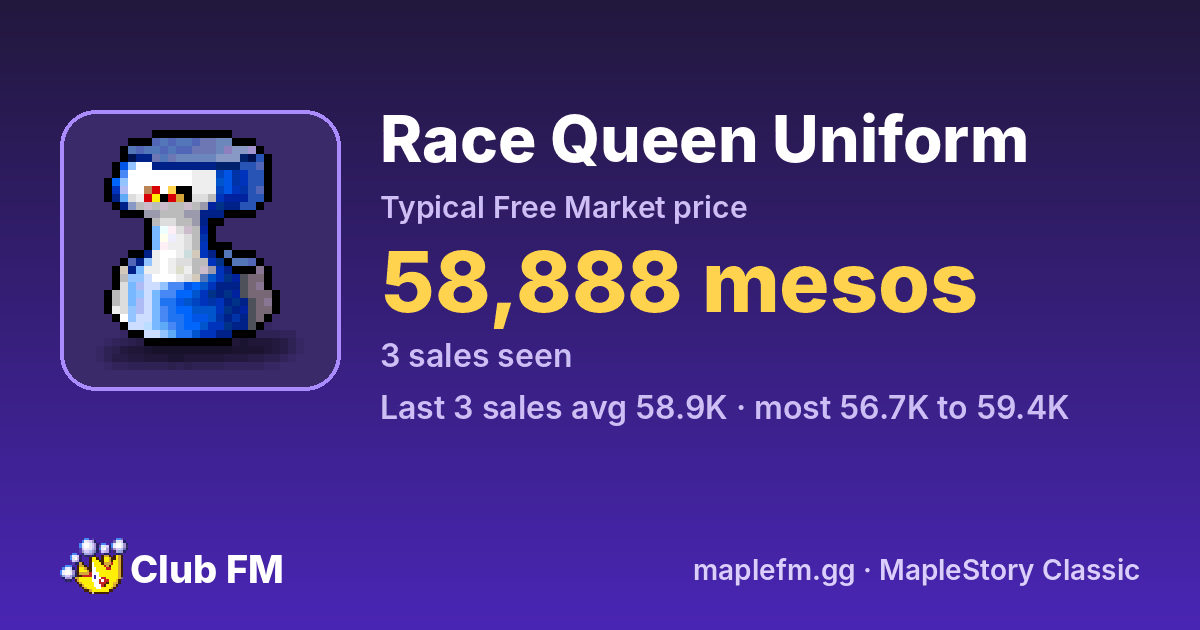 Race Queen Uniform
Typical Free Market price
58,888 mesos
3 sales seen
Last 3 sales avg 58.9K · most 56.7K to 59.4K
Club FM
maplefm.gg · MapleStory Classic